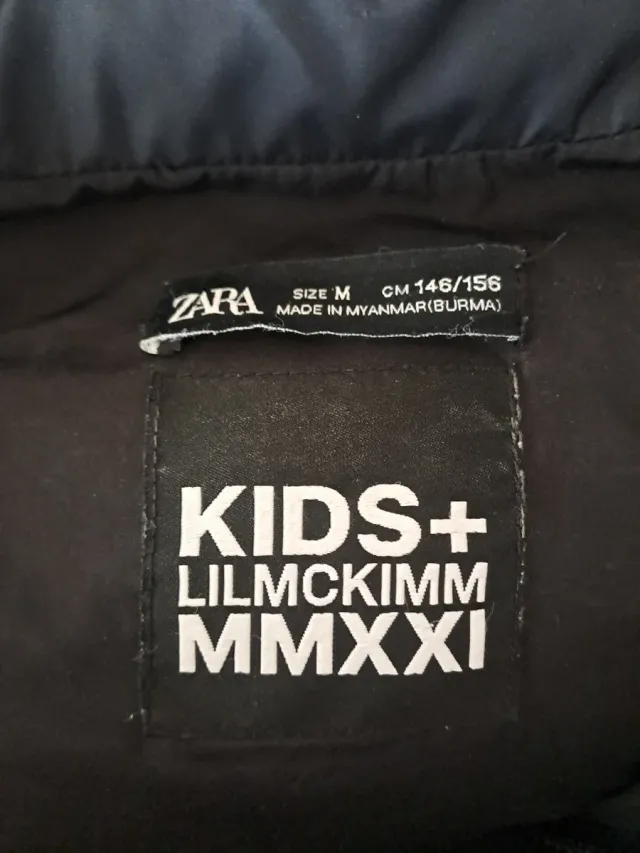 ZARA SIZE M CM 146/156
MADE IN MYANMAR(BURMA)
KIDS+
LILMCKIMM
MMXXI